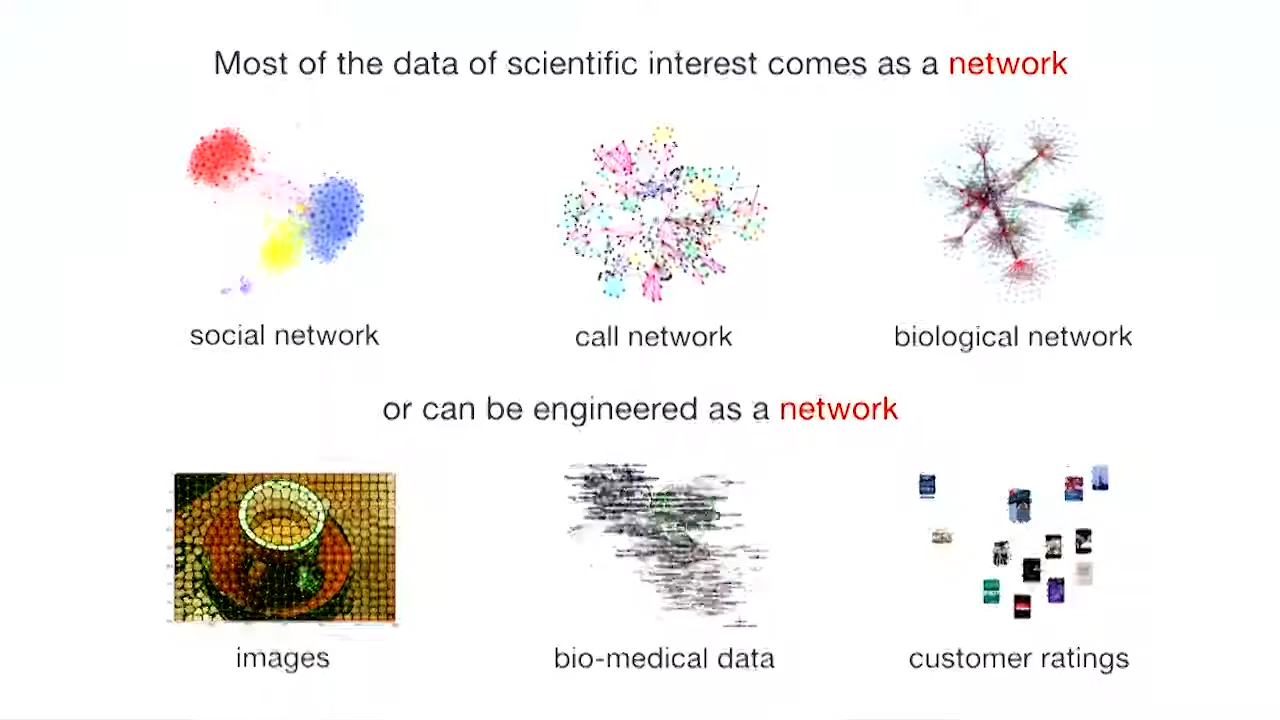 Most of the data of scientific interest comes as a network
social network
call network
biological network
or can be engineered as a network
images
bio-medical data
customer ratings